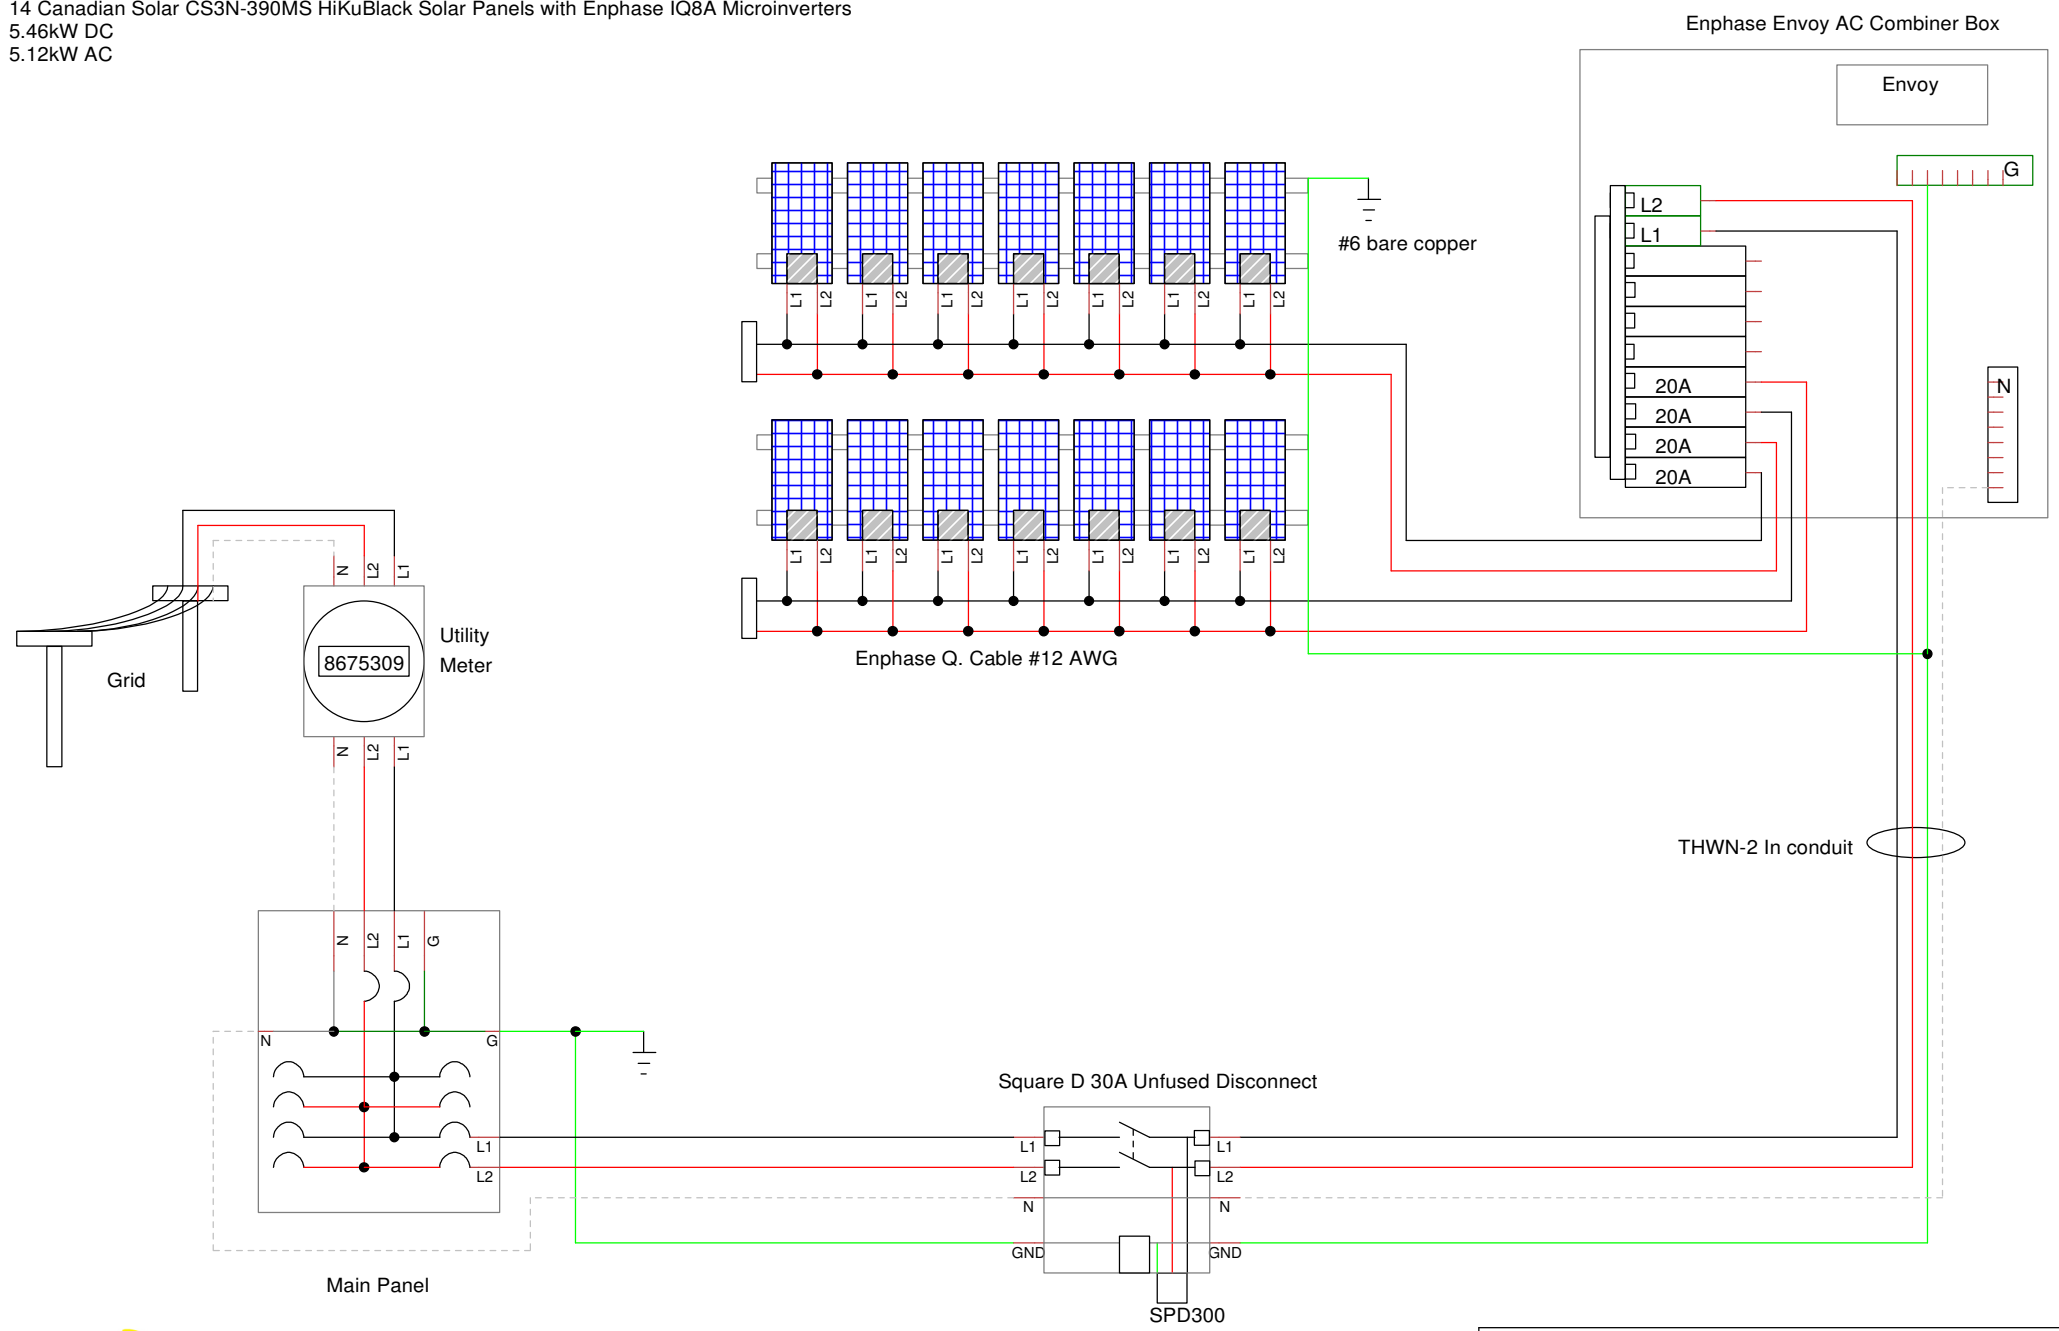 14 Canadian Solar CS3N-390MS HiKuBlack Solar Panels with Enphase IQ8A Microinverters
5.46kW DC
5.12kW AC
Enphase Envoy AC Combiner Box
Envoy
G
L2
L1
#6 bare copper
L1 L2 L1 L2 L1 L2 L1 L2 L1 L2 L1 L2 L1 L2
20A
20A
20A
20A
N
L1 L2 L1 L2 L1 L2 L1 L2 L1 L2 L1 L2 L1 L2
Enphase Q. Cable #12 AWG
N L2 L1
Utility
Meter
8675309
Grid
N L2 L1
THWN-2 In conduit
N L2 L1 G
N
G
L1
L2
Main Panel
Square D 30A Unfused Disconnect
L1 L1
L2 L2
N N
GND GND
SPD300